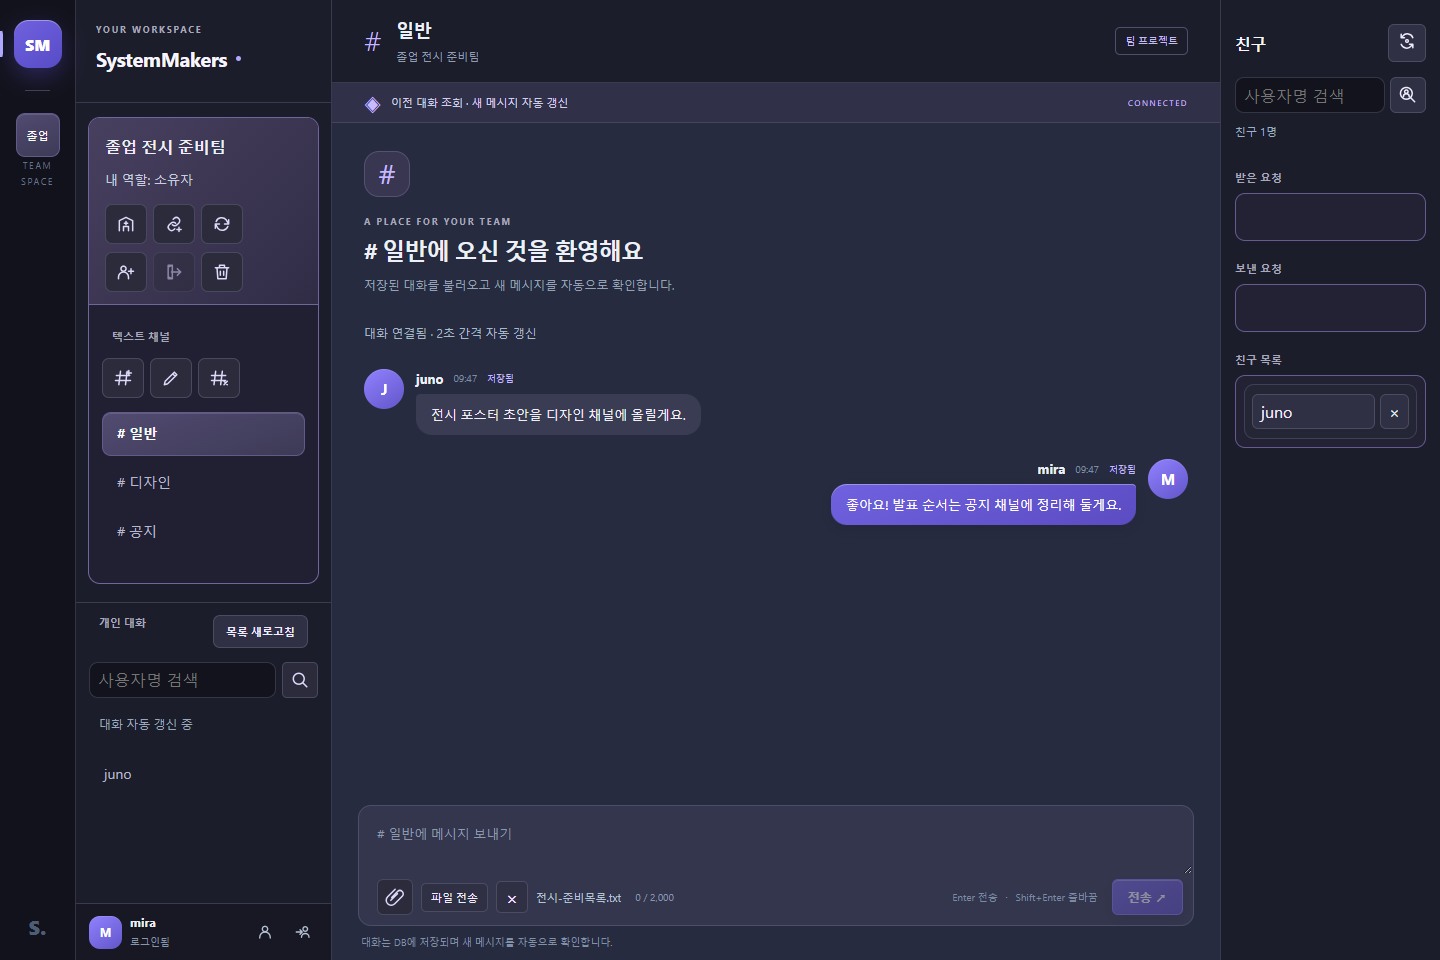 SM
졸업
TEAM
SPACE
S.
YOUR WORKSPACE
SystemMakers
졸업 전시 준비팀
내 역할: 소유자
텍스트 채널
# 일반
# 디자인
# 공지
개인 대화
목록 새로고침
사용자명 검색
대화 자동 갱신 중
juno
M
mira
로그인됨
# 일반
졸업 전시 준비팀
팀 프로젝트
이전 대화 조회 · 새 메시지 자동 갱신
CONNECTED
#
A PLACE FOR YOUR TEAM
# 일반에 오신 것을 환영해요
저장된 대화를 불러오고 새 메시지를 자동으로 확인합니다.
대화 연결됨 · 2초 간격 자동 갱신
J
juno 09:47 저장됨
전시 포스터 초안을 디자인 채널에 올릴게요.
mira 09:47 저장됨
M
좋아요! 발표 순서는 공지 채널에 정리해 둘게요.
# 일반에 메시지 보내기
파일 전송 × 전시-준비목록.txt 0 / 2,000
Enter 전송 · Shift+Enter 줄바꿈
전송 ↗
대화는 DB에 저장되며 새 메시지를 자동으로 확인합니다.
친구
사용자명 검색
친구 1명
받은 요청
보낸 요청
친구 목록
juno ×